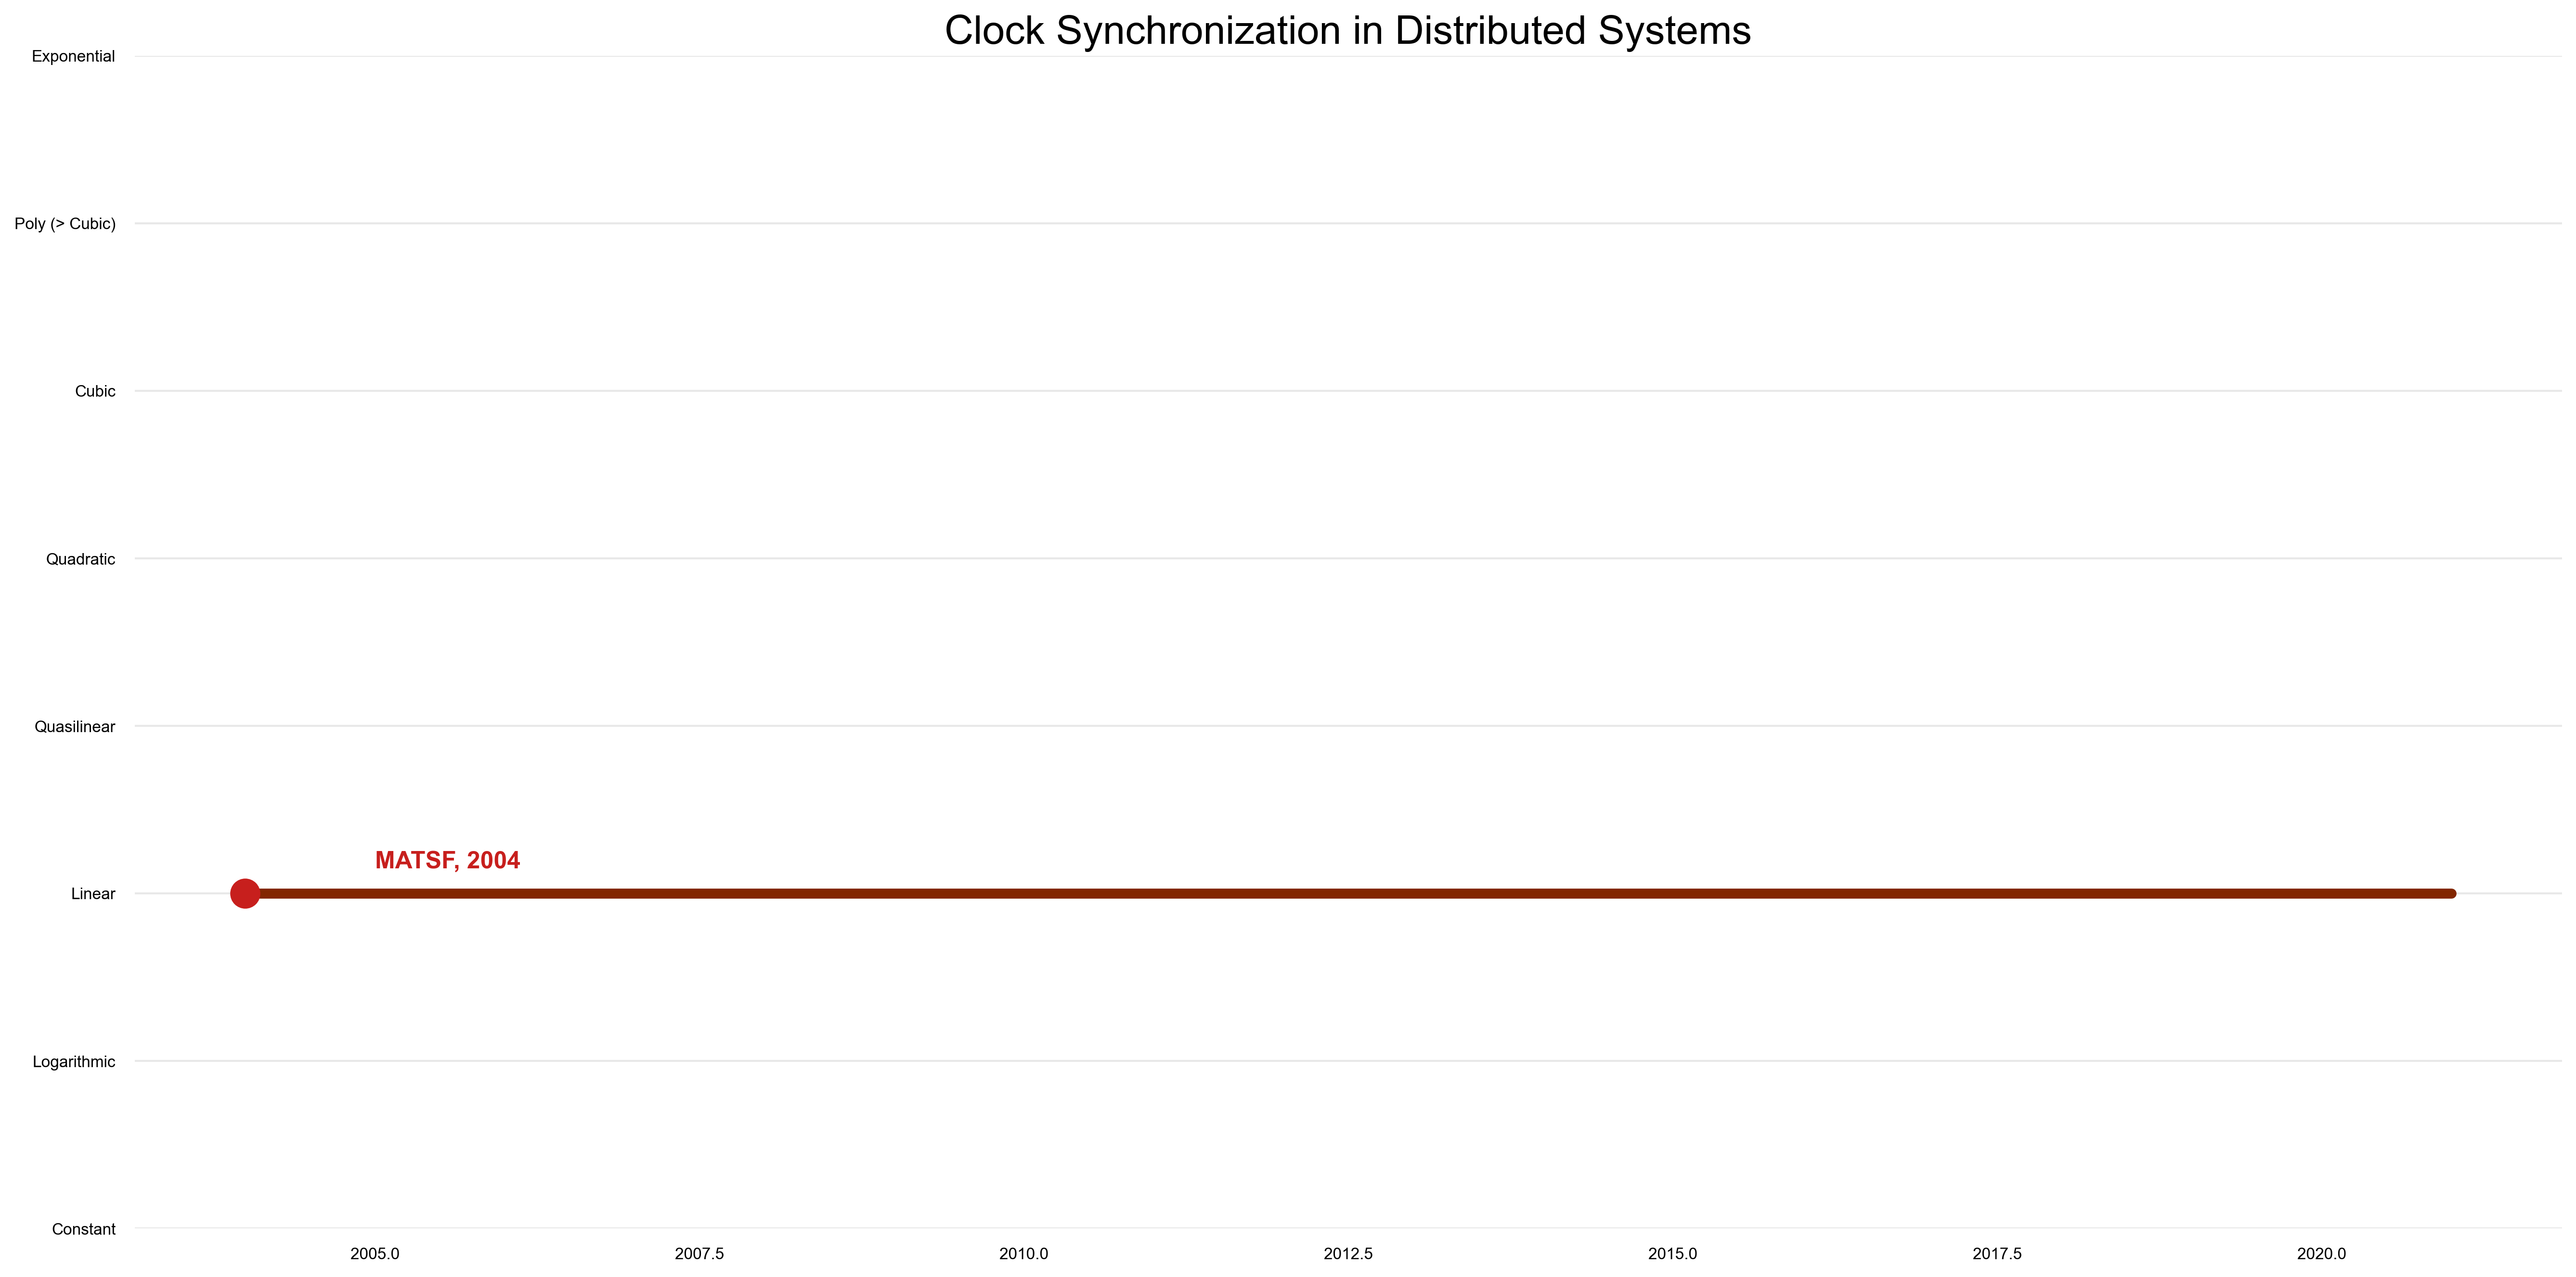 Clock Synchronization in Distributed Systems
Exponential
Poly (> Cubic)
Cubic
Quadratic
Quasilinear
MATSF, 2004
Linear
Logarithmic
Constant
2005.0 2007.5 2010.0 2012.5 2015.0 2017.5 2020.0